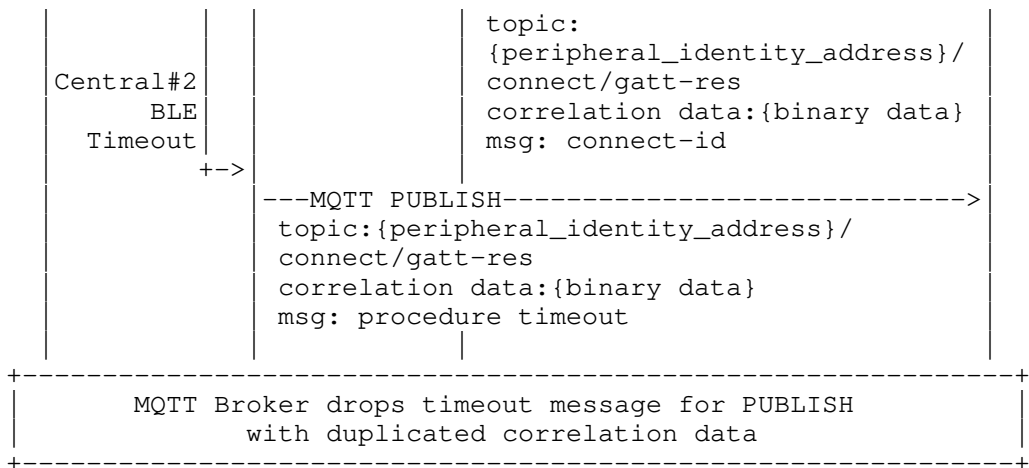 topic:
{peripheral_identity_address}/
Central#2 connect/gatt-res
BLE correlation data:{binary data}
Timeout msg: connect-id
+->
---MQTT PUBLISH----------------------------->
topic:{peripheral_identity_address}/
connect/gatt-res
correlation data:{binary data}
msg: procedure timeout
MQTT Broker drops timeout message for PUBLISH
with duplicated correlation data